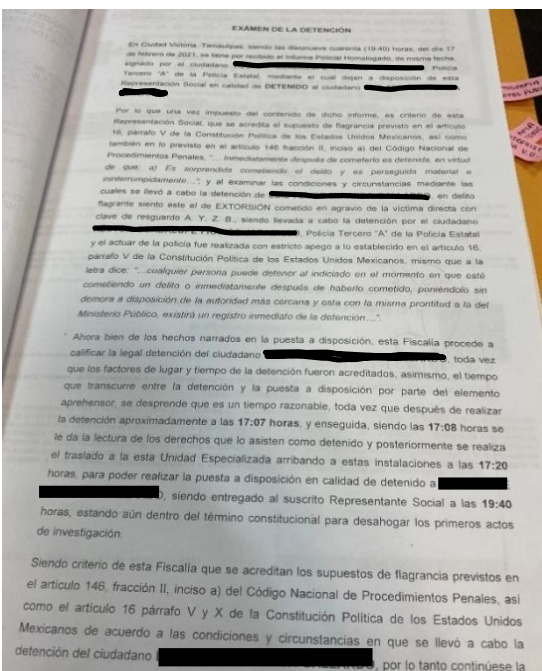 EXÁMEN DE LA DETENCIÓN
En Ciudad Victoria, Tamaulipas, siendo las diecinueve cuarenta (19:40) horas, del día 17
de febrero de 2021, se tiene por recibido el Informe Policial Homologado, de misma fecha,
signado por el ciudadano Policía
Tercero "A" de la Policía Estatal, mediante el cual dejan a disposición de esta
Representación Social en calidad de DETENIDO al ciudadano
Por lo que una vez impuesto del contenido de dicho informe, es criterio de esta
Representación Social, que se acredita el supuesto de flagrancia previsto en el artículo
16, párrafo V de la Constitución Política de los Estados Unidos Mexicanos, así como
también en lo previsto en el artículo 146 fracción II, inciso a) del Código Nacional de
Procedimientos Penales, "... Inmediatamente después de cometerlo es detenida, en virtud
de que: a) Es sorprendida cometiendo el delito y es perseguida material e
ininterrumpidamente..."; y al examinar las condiciones y circunstancias mediante las
cuales se llevó a cabo la detención de , en delito
flagrante siento este el de EXTORSIÓN cometido en agravio de la víctima directa con
clave de resguardo A. Y. Z. B., siendo llevada a cabo la detención por el ciudadano
, Policía Tercero "A" de la Policía Estatal
y el actuar de la policía fue realizada con estricto apego a lo establecido en el artículo 16,
párrafo V de la Constitución Política de los Estados Unidos Mexicanos, mismo que a la
letra dice: "...cualquier persona puede detener al indiciado en el momento en que esté
cometiendo un delito o inmediatamente después de haberlo cometido, poniéndolo sin
demora a disposición de la autoridad más cercana y esta con la misma prontitud a la del
Ministerio Público, existirá un registro inmediato de la detención...".
Ahora bien de los hechos narrados en la puesta a disposición, esta Fiscalía procede a
calificar la legal detención del ciudadano , toda vez
que los factores de lugar y tiempo de la detención fueron acreditados, asimismo, el tiempo
que transcurre entre la detención y la puesta a disposición por parte del elemento
aprehensor, se desprende que es un tiempo razonable, toda vez que después de realizar
la detención aproximadamente a las 17:07 horas, y enseguida, siendo las 17:08 horas se
le da la lectura de los derechos que lo asisten como detenido y posteriormente se realiza
el traslado a la esta Unidad Especializada arribando a estas instalaciones a las 17:20
horas, para poder realizar la puesta a disposición en calidad de detenido a
, siendo entregado al suscrito Representante Social a las 19:40
horas, estando aún dentro del término constitucional para desahogar los primeros actos
de investigación.
Siendo criterio de esta Fiscalía que se acreditan los supuestos de flagrancia previstos en
el artículo 146, fracción II, inciso a) del Código Nacional de Procedimientos Penales, así
como el artículo 16 párrafo V y X de la Constitución Política de los Estados Unidos
Mexicanos de acuerdo a las condiciones y circunstancias en que se llevó a cabo la
detención del ciudadano , por lo tanto continúese la